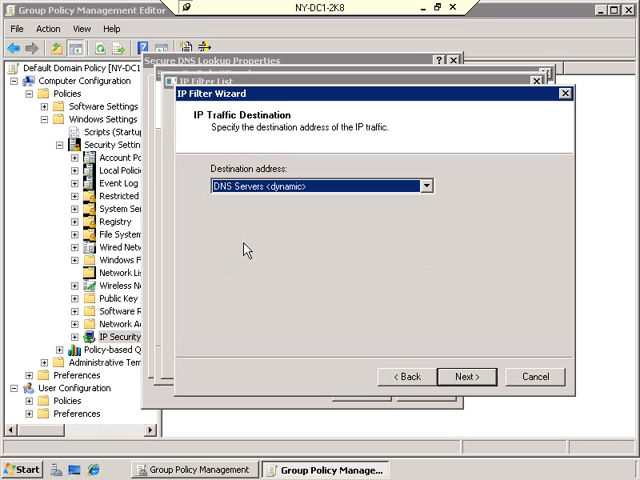 Group Policy Management Editor
NY-DC1-2K8
File Action View Help
Default Domain Policy [NY-DC1
Computer Configuration
Policies
Software Settings
Windows Settings
Scripts (Startu
Security Settin
Account Po
Local Policie
Event Log
Restricted
System Ser
Registry
File System
Wired Netw
Windows F
Network Lis
Wireless N
Public Key
Software R
Network Ac
IP Security
Policy-based Q
Administrative Tem
Preferences
User Configuration
Policies
Preferences
Secure DNS Lookup Properties
IP Filter List
IP Filter Wizard
IP Traffic Destination
Specify the destination address of the IP traffic.
Destination address:
DNS Servers <dynamic>
< Back Next > Cancel
Start Group Policy Management Group Policy Manage...